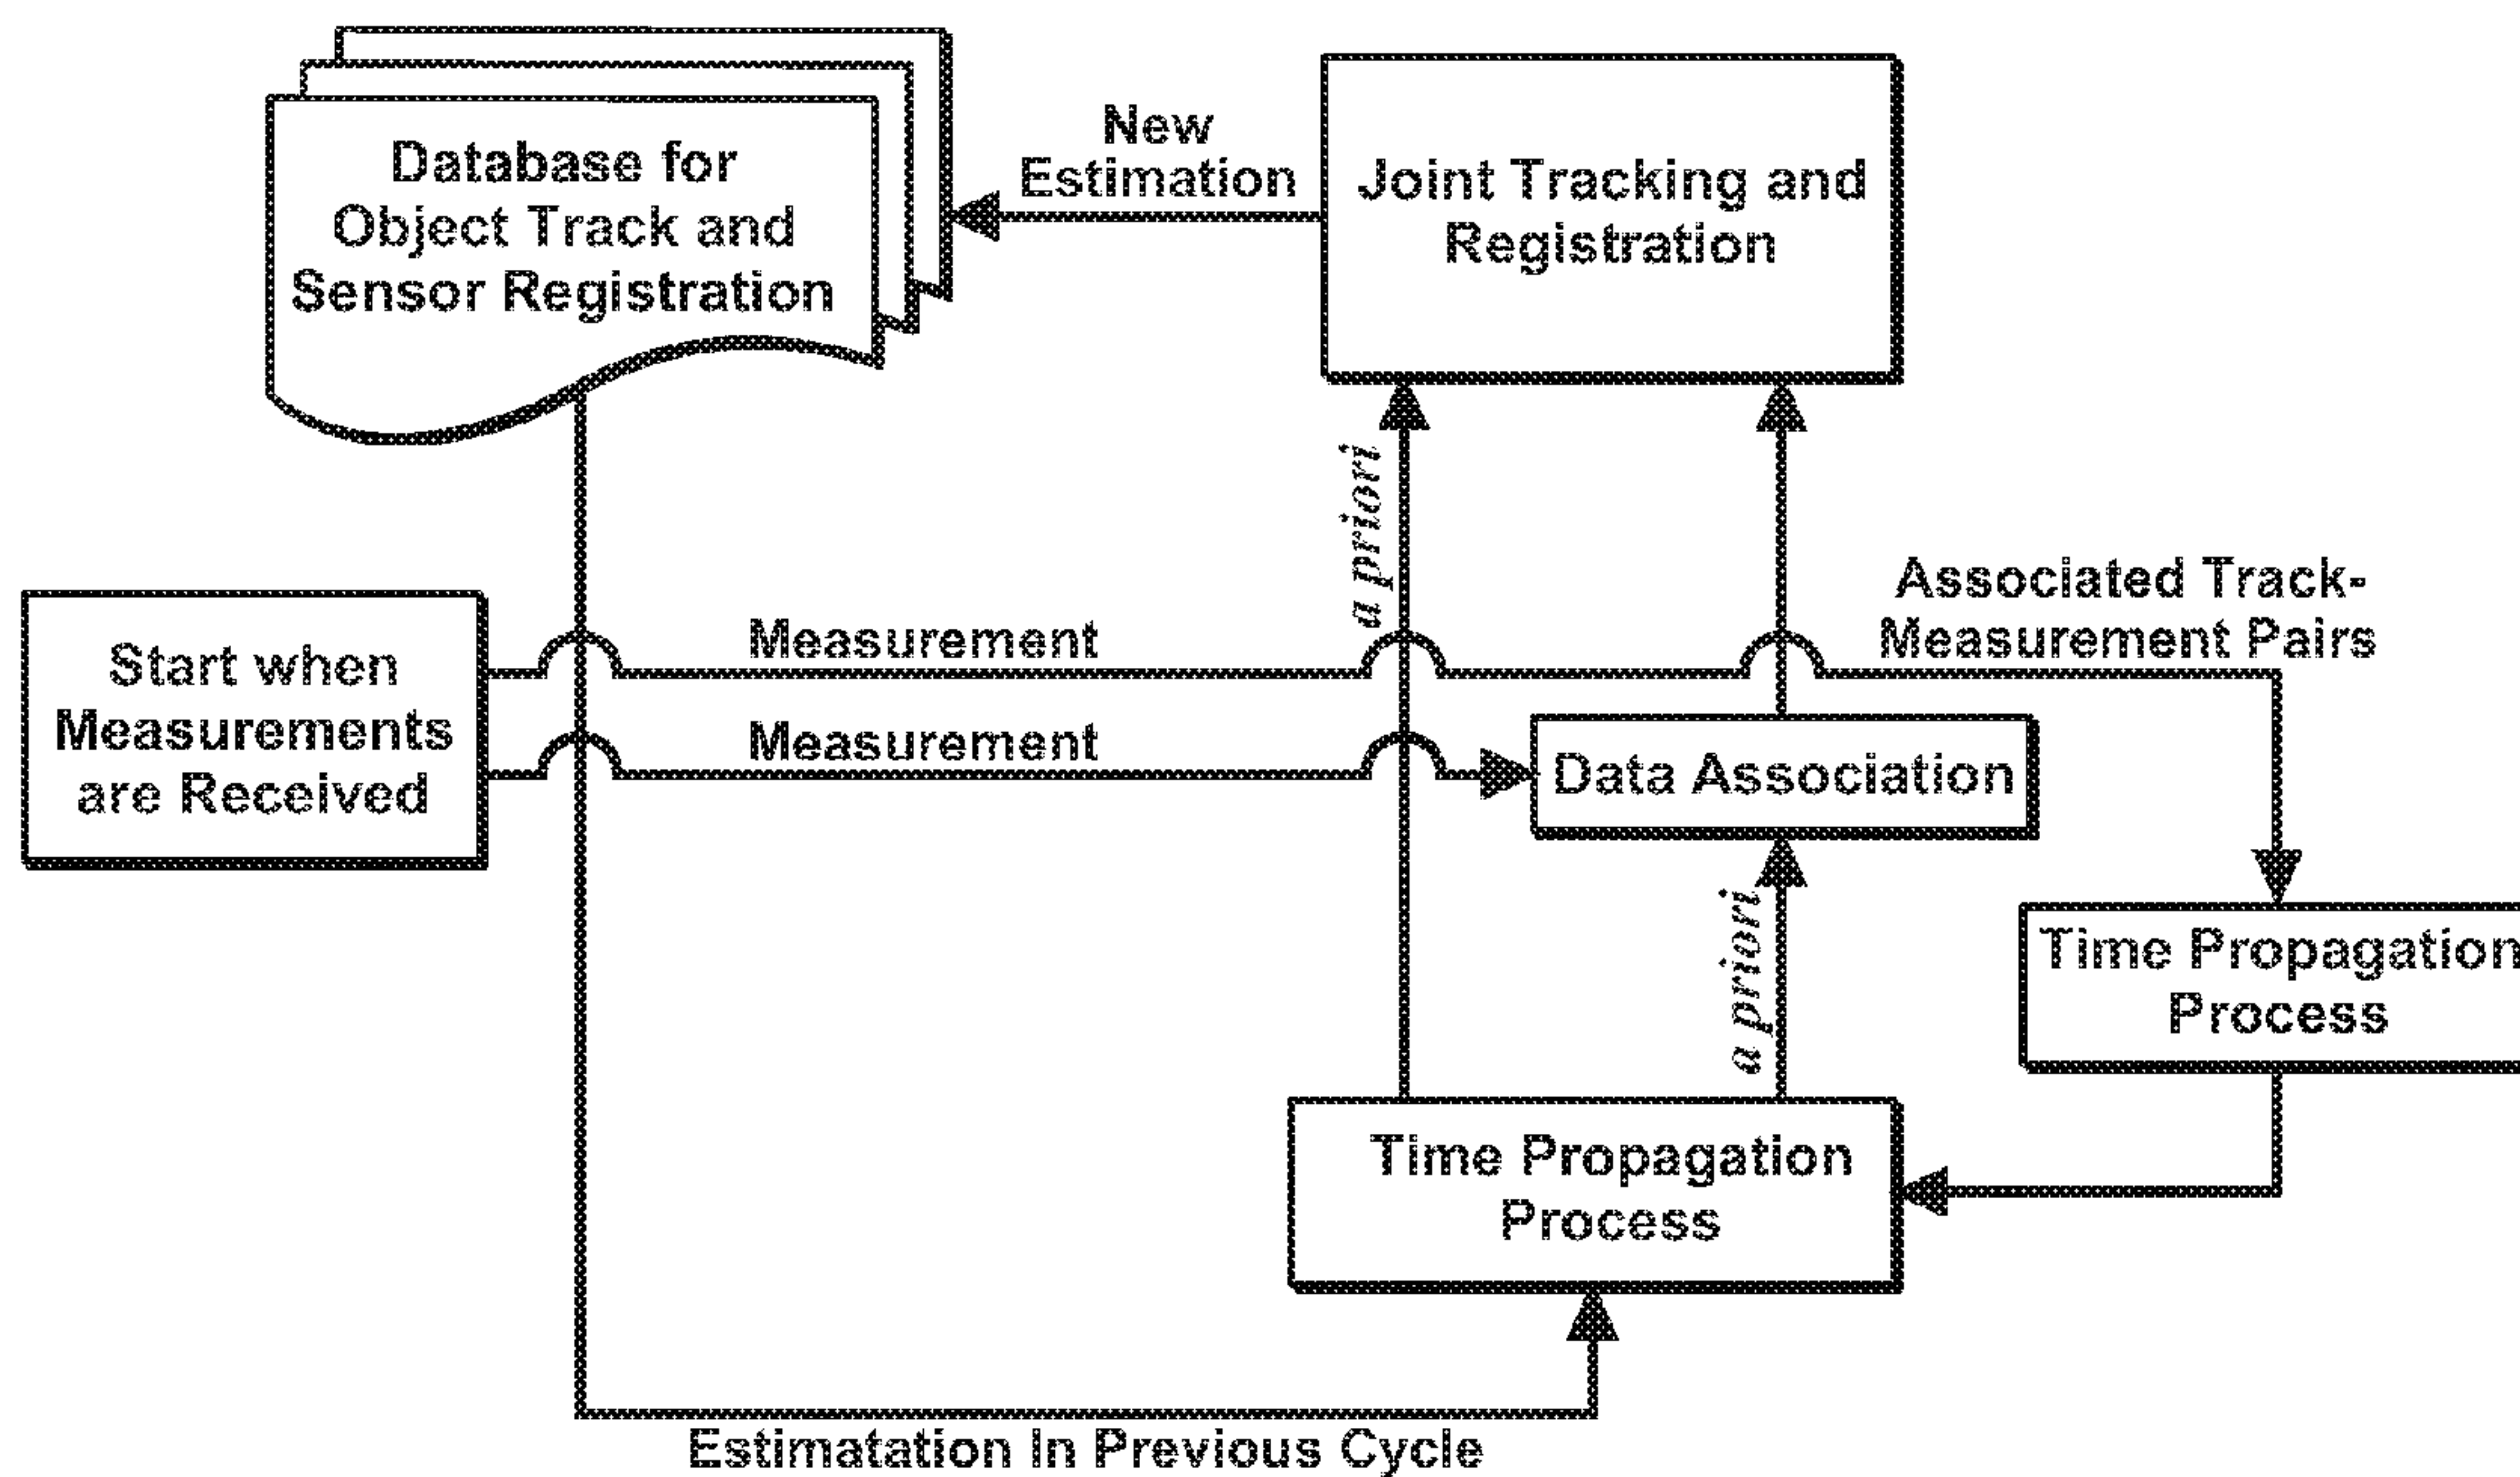 Database for
Object Track and
Sensor Registration
New
Estimation
Joint Tracking and
Registration
a priori
Associated Track-
Measurement Pairs
Start when
Measurements
are Received
Measurement
Measurement
Data Association
a priori
Time Propagation
Process
Time Propagation
Process
Estimatation In Previous Cycle